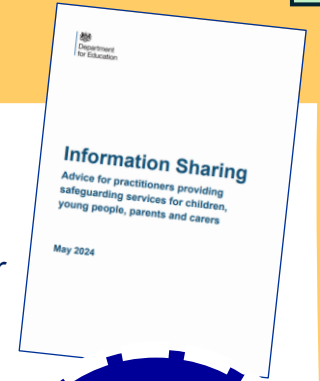 Department
for Education
Information Sharing
Advice for practitioners providing
safeguarding services for children,
young people, parents and carers
May 2024